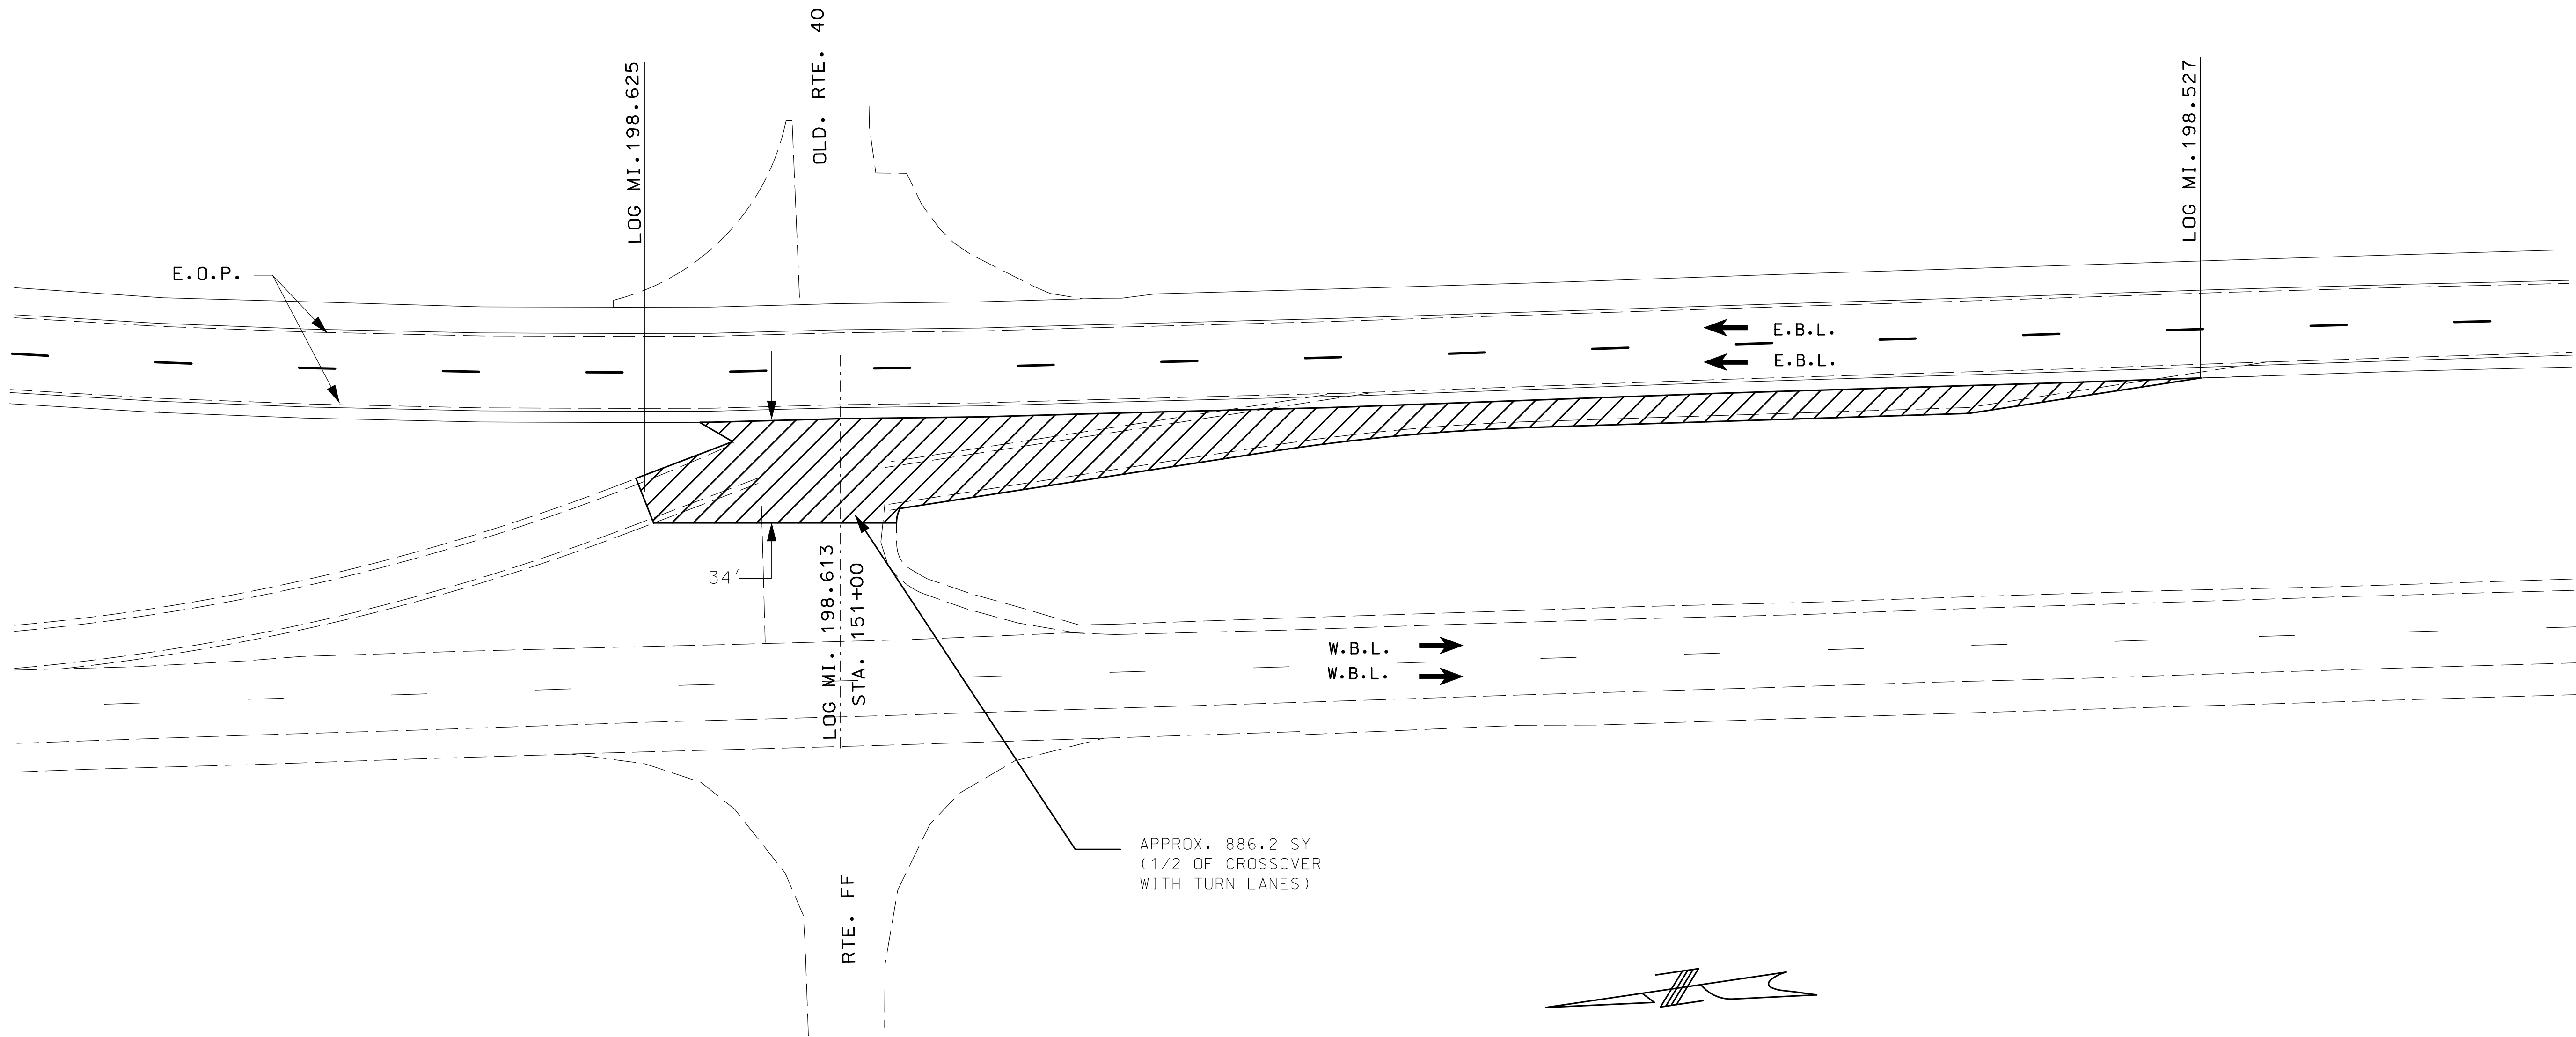 OLD. RTE. 40
LOG MI.198.625
LOG MI.198.527
E.O.P.
E.B.L.
E.B.L.
34'
LOG MI. 198.613
STA. 151+00
W.B.L.
W.B.L.
APPROX. 886.2 SY
(1/2 OF CROSSOVER
WITH TURN LANES)
RTE. FF